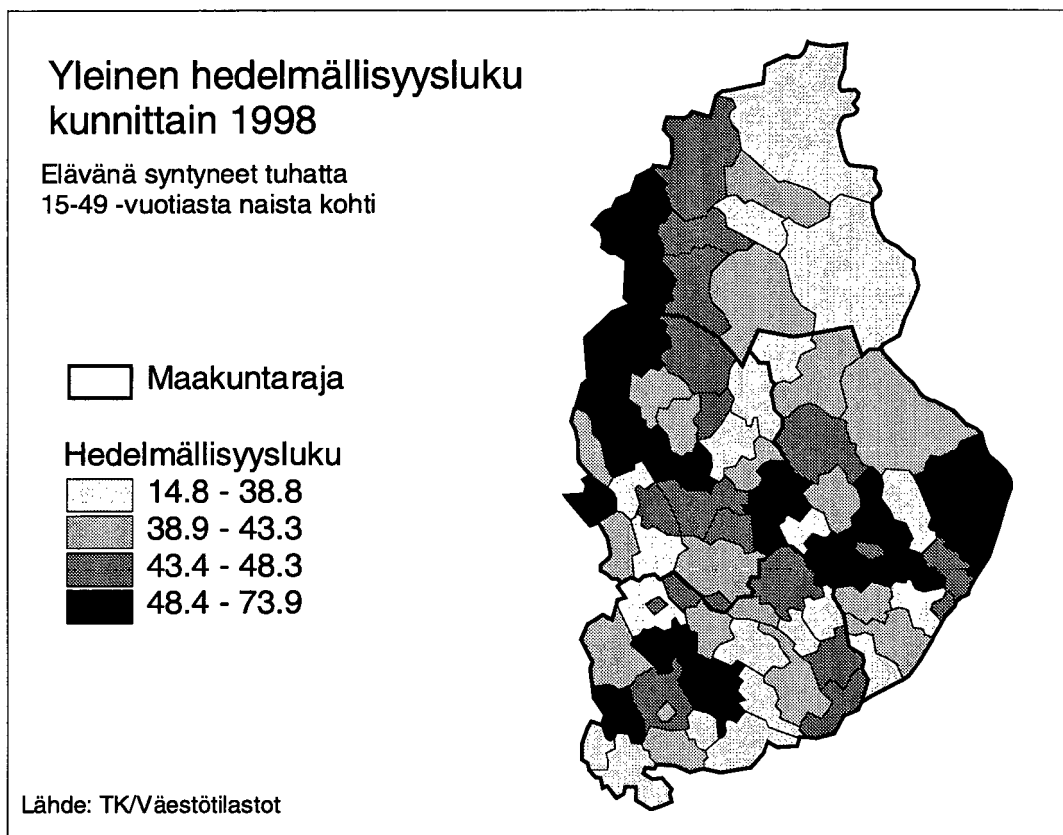 Yleinen hedelmällisyysluku
kunnittain 1998
Elävänä syntyneet tuhatta
15-49 -vuotiasta naista kohti
Maakuntaraja
Hedelmällisyysluku
14.8 - 38.8
38.9 - 43.3
43.4 - 48.3
48.4 - 73.9
Lähde: TK/Väestötilastot